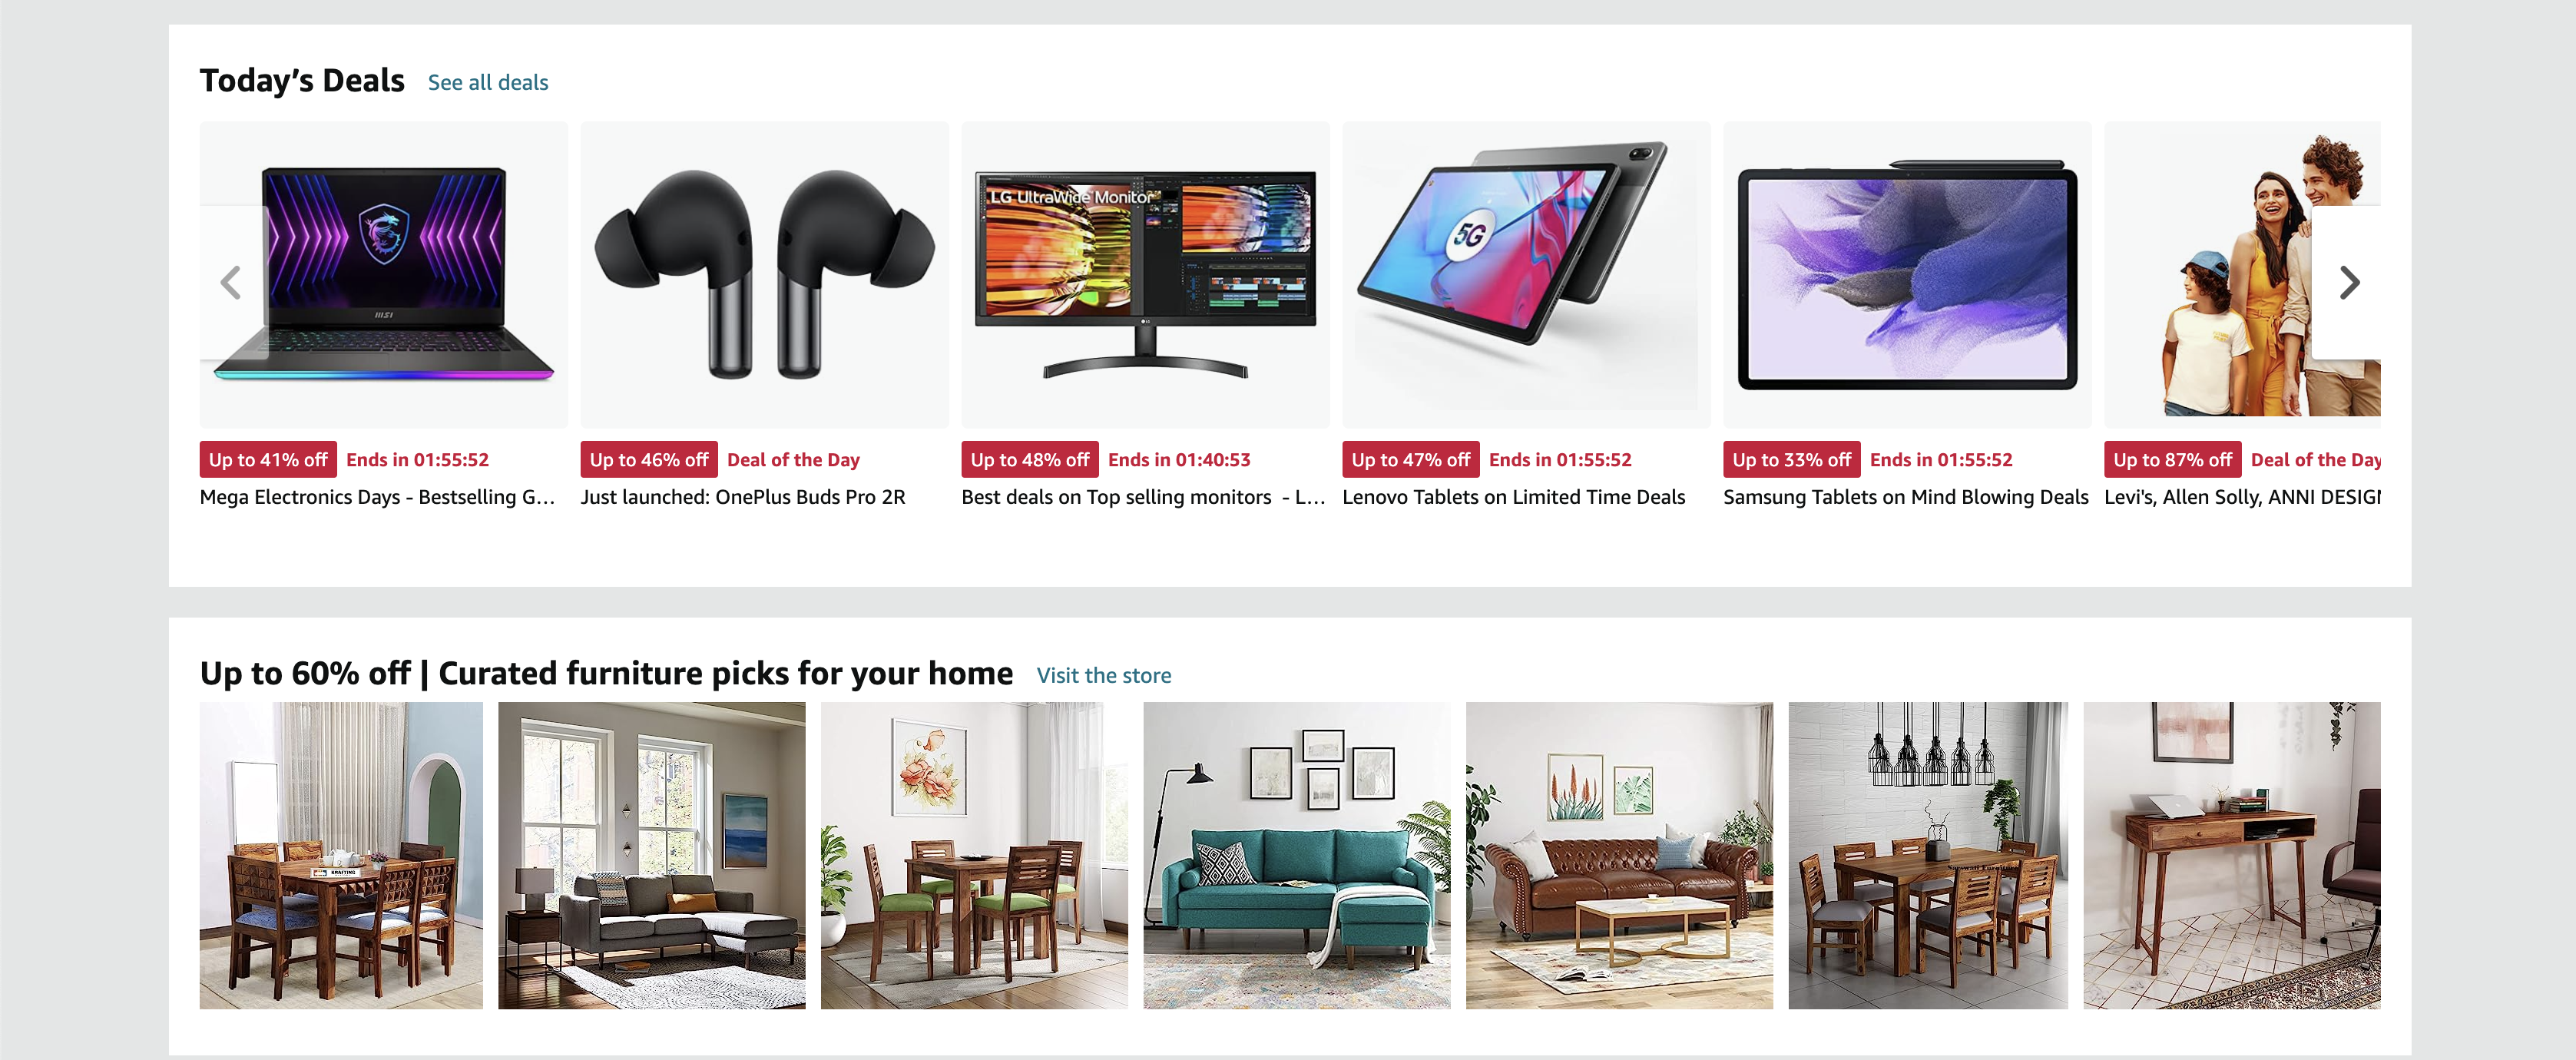 Today's Deals See all deals
msi
LG UltraWide Monitor
5G
Up to 41% off Ends in 01:55:52
Mega Electronics Days - Bestselling G...
Up to 46% off Deal of the Day
Just launched: OnePlus Buds Pro 2R
Up to 48% off Ends in 01:40:53
Best deals on Top selling monitors - L...
Up to 47% off Ends in 01:55:52
Lenovo Tablets on Limited Time Deals
Up to 33% off Ends in 01:55:52
Samsung Tablets on Mind Blowing Deals
Up to 87% off Deal of the Day
Levi's, Allen Solly, ANNI DESIGN
Up to 60% off | Curated furniture picks for your home Visit the store
KRAFTING